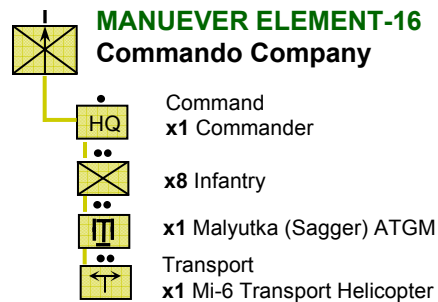 MANUEVER ELEMENT-16
Commando Company
Command
HQ
x1 Commander
x8 Infantry
x1 Malyutka (Sagger) ATGM
Transport
x1 Mi-6 Transport Helicopter